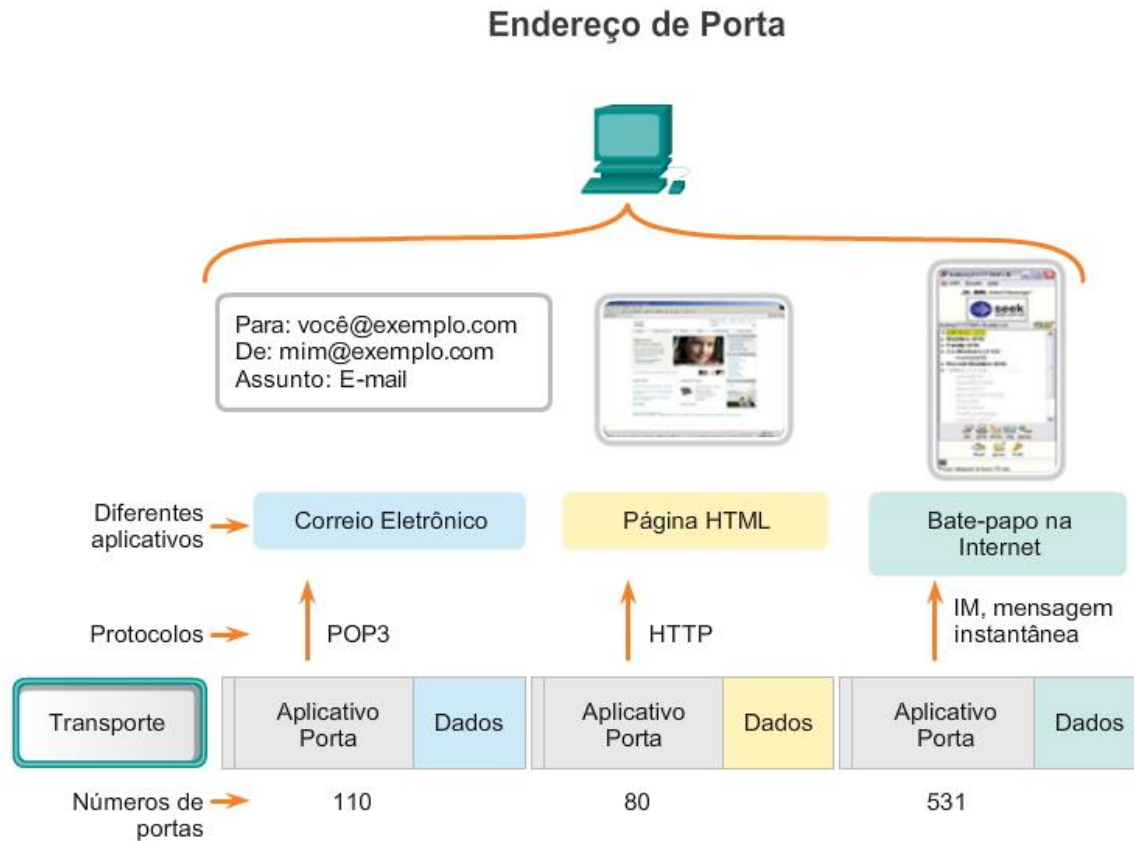 Endereço de Porta
Para: você@exemplo.com
De: mim@exemplo.com
Assunto: E-mail
seek
Diferentes
aplicativos
Correio Eletrônico
Página HTML
Bate-papo na
Internet
Protocolos
POP3
HTTP
IM, mensagem
instantânea
Transporte
Aplicativo
Porta
Dados
Aplicativo
Porta
Dados
Aplicativo
Porta
Dados
Números de
portas
110
80
531